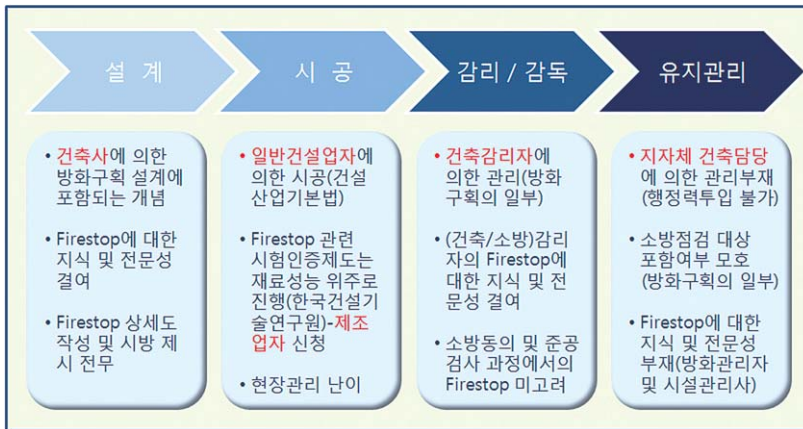 설 계
시 공
감리 / 감독
유지관리
• 건축사에 의한
방화구획 설계에
포함되는 개념
• Firestop에 대한
지식 및 전문성
결여
• Firestop 상세도
작성 및 시방 제
시 전무
• 일반건설업자에
의한 시공(건설
산업기본법)
• Firestop 관련
시험인증제도는
재료성능 위주로
진행(한국건설기
술연구원)-제조
업자 신청
• 현장관리 난이
• 건축감리자에
의한 관리(방화
구획의 일부)
• (건축/소방)감리
자의 Firestop에
대한 지식 및 전
문성 결여
• 소방동의 및 준공
검사 과정에서의
Firestop 미고려
• 지자체 건축담당
에 의한 관리부재
(행정력투입 불가)
• 소방점검 대상
포함여부 모호
(방화구획의 일부)
• Firestop에 대한
지식 및 전문성
부재(방화관리자
및 시설관리사)